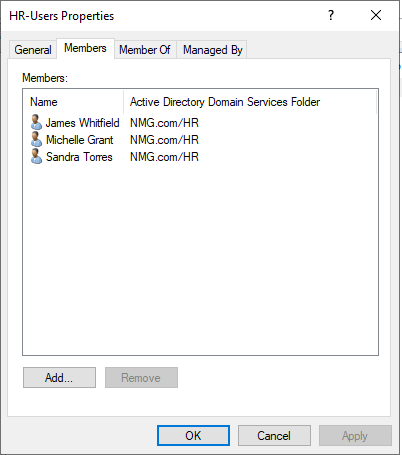 HR-Users Properties
? 
General Members Member Of Managed By
Members:
Name Active Directory Domain Services Folder
James Whitfield NMG.com/HR
Michelle Grant NMG.com/HR
Sandra Torres NMG.com/HR
Add... Remove
OK Cancel Apply